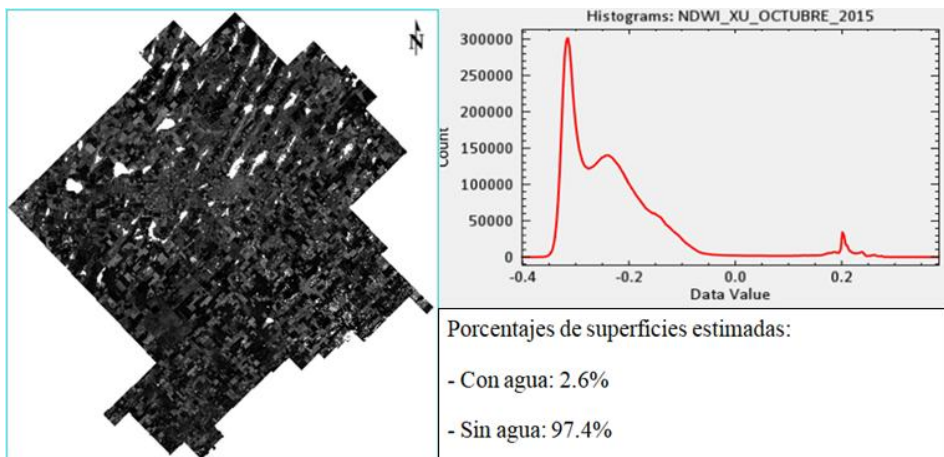 N
Histograms: NDWI_XU_OCTUBRE_2015
Count
300000
250000
200000
150000
100000
50000
0
-0.4
-0.2
0.0
0.2
Data Value
Porcentajes de superficies estimadas:
- Con agua: 2.6%
- Sin agua: 97.4%